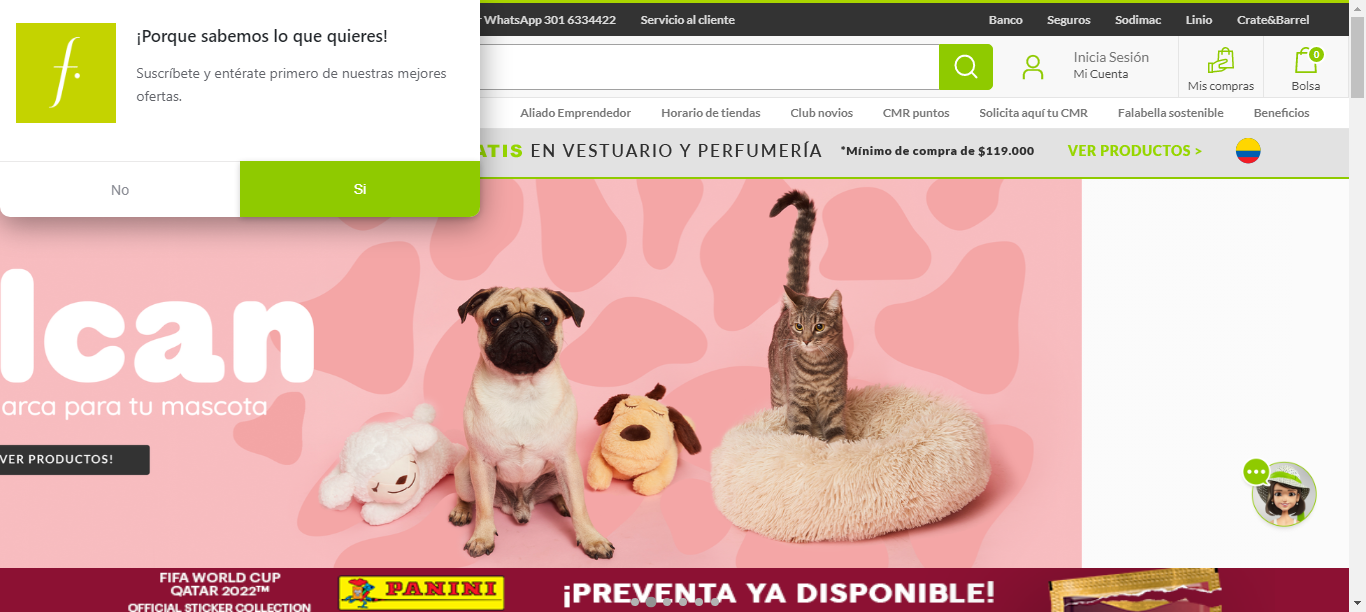 ¡Porque sabemos lo que quieres!
Suscríbete y entérate primero de nuestras mejores
ofertas.
No
Si
WhatsApp 301 6334422
Servicio al cliente
Banco
Seguros
Sodimac
Linio
Crate&Barrel
Inicia Sesión
Mi Cuenta
Mis compras
0
Bolsa
Aliado Emprendedor
Horario de tiendas
Club novios
CMR puntos
Solicita aquí tu CMR
Falabella sostenible
Beneficios
ATIS EN VESTUARIO Y PERFUMERÍA
*Mínimo de compra de $119.000
VER PRODUCTOS >
lcan
arca para tu mascota
VER PRODUCTOS!
FIFA WORLD CUP
QATAR 2022™
OFFICIAL STICKER COLLECTION
PANINI
¡PREVENTA YA DISPONIBLE!